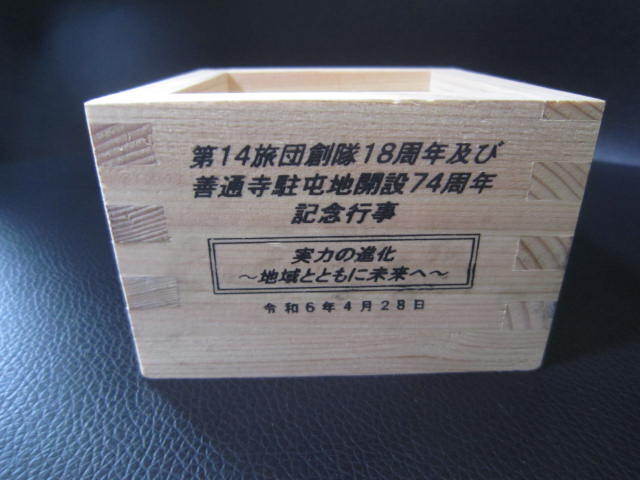 第14旅団創隊18周年及び
善通寺駐屯地開設74周年
記念行事
実力の進化
～地域とともに未来へ～
令和6年4月28日